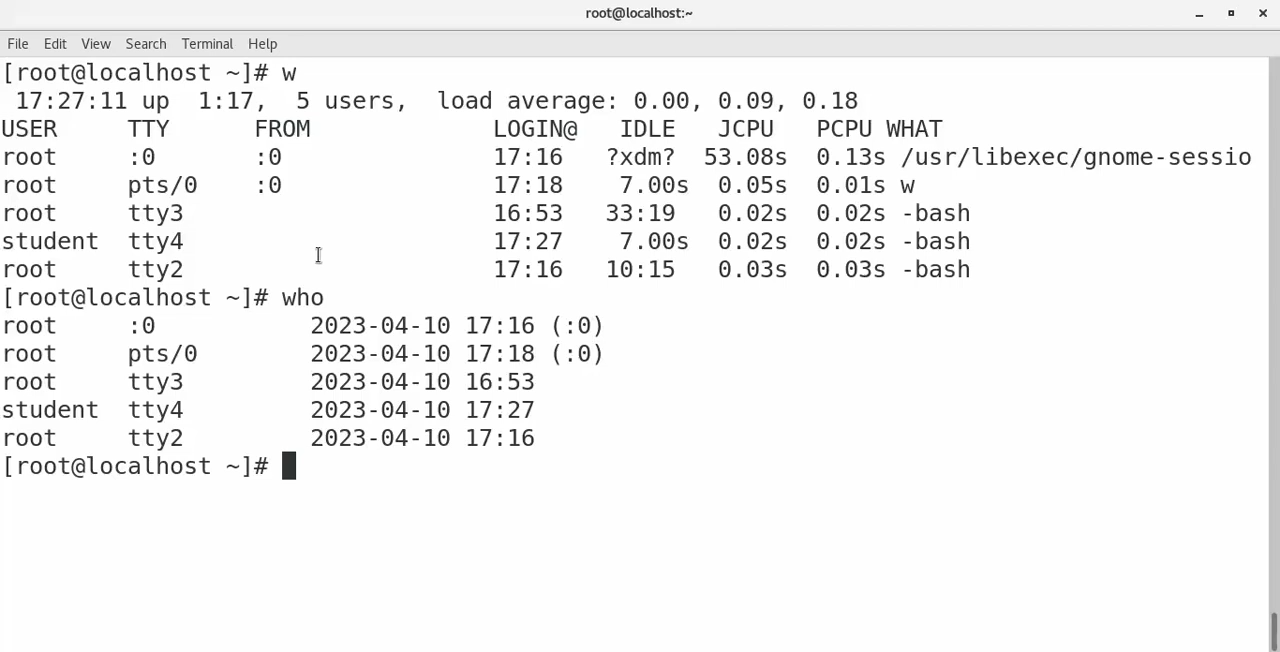 root@localhost:~
File Edit View Search Terminal Help
[root@localhost ~]# w
 17:27:11 up  1:17,  5 users,  load average: 0.00, 0.09, 0.18
USER     TTY      FROM             LOGIN@   IDLE   JCPU   PCPU WHAT
root     :0       :0               17:16   ?xdm?  53.08s  0.13s /usr/libexec/gnome-sessio
root     pts/0    :0               17:18    7.00s  0.05s  0.01s w
root     tty3                      16:53   33:19   0.02s  0.02s -bash
student  tty4                      17:27    7.00s  0.02s  0.02s -bash
root     tty2                      17:16   10:15   0.03s  0.03s -bash
[root@localhost ~]# who
root     :0           2023-04-10 17:16 (:0)
root     pts/0        2023-04-10 17:18 (:0)
root     tty3         2023-04-10 16:53
student  tty4         2023-04-10 17:27
root     tty2         2023-04-10 17:16
[root@localhost ~]#